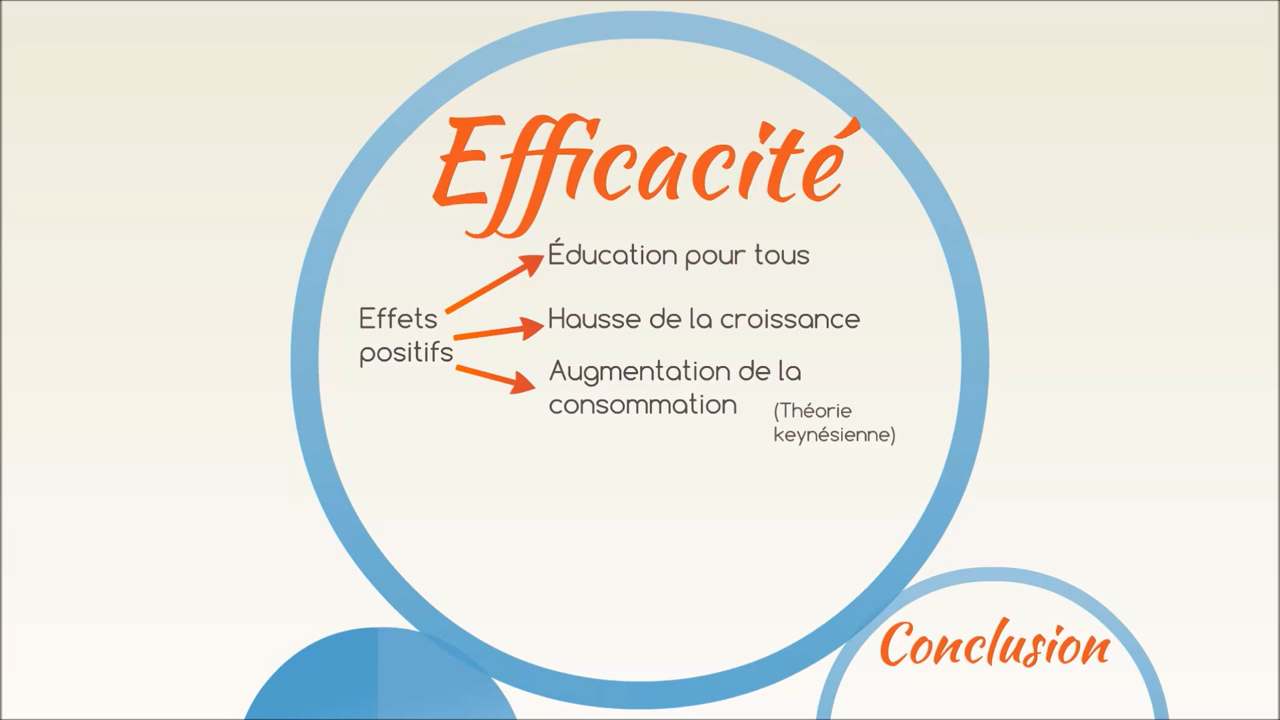 Efficacité
Éducation pour tous
Effets
positifs
Hausse de la croissance
Augmentation de la
consommation
(Théorie
keynésienne)
Conclusion